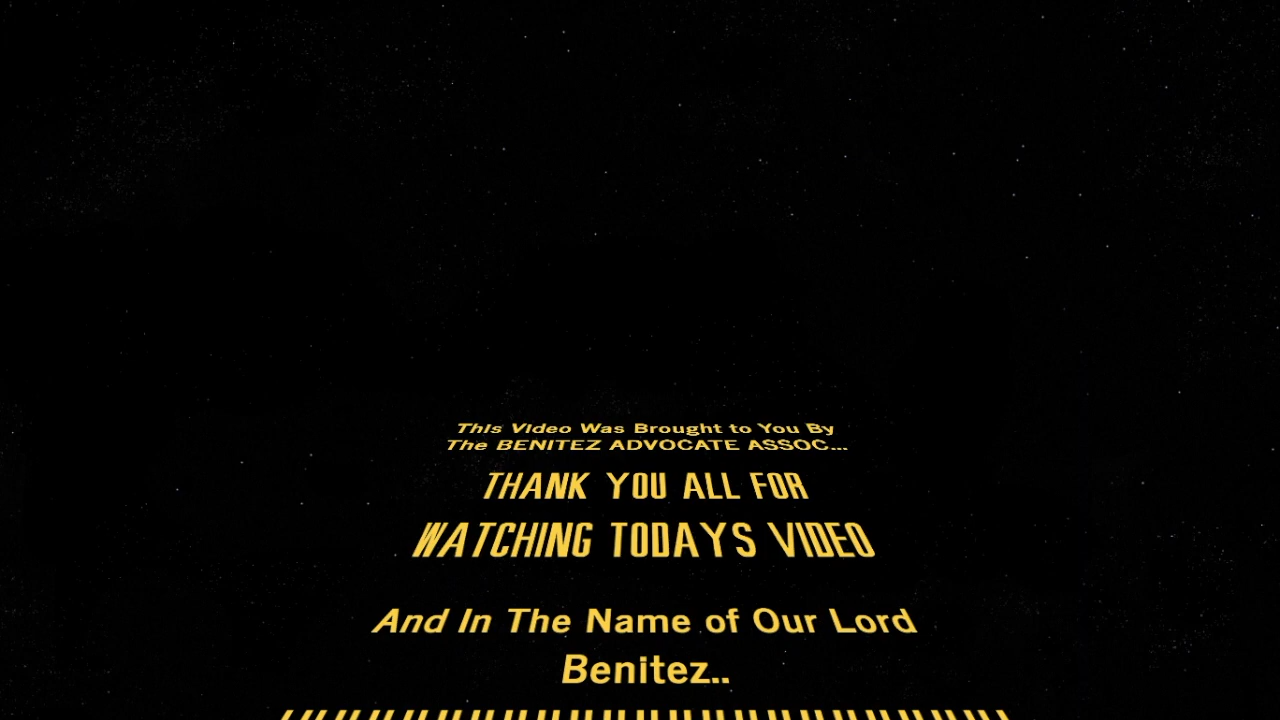 This Video Was Brought to You By
The BENITEZ ADVOCATE ASSOC...
THANK YOU ALL FOR
WATCHING TODAYS VIDEO
And In The Name of Our Lord
Benitez..